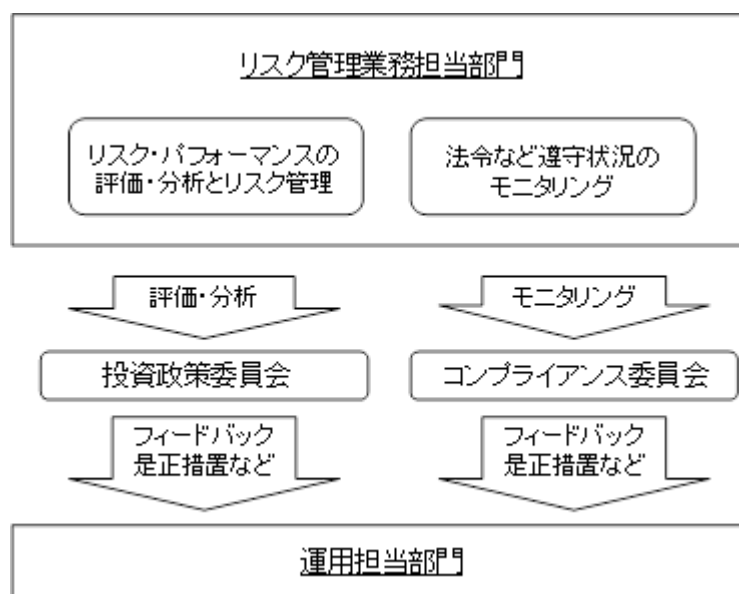 リスク管理業務担当部門
リスク・パフォーマンスの
評価・分析とリスク管理
法令など遵守状況の
モニタリング
評価・分析
モニタリング
投資政策委員会
コンプライアンス委員会
フィードバック
是正措置など
フィードバック
是正措置など
運用担当部門